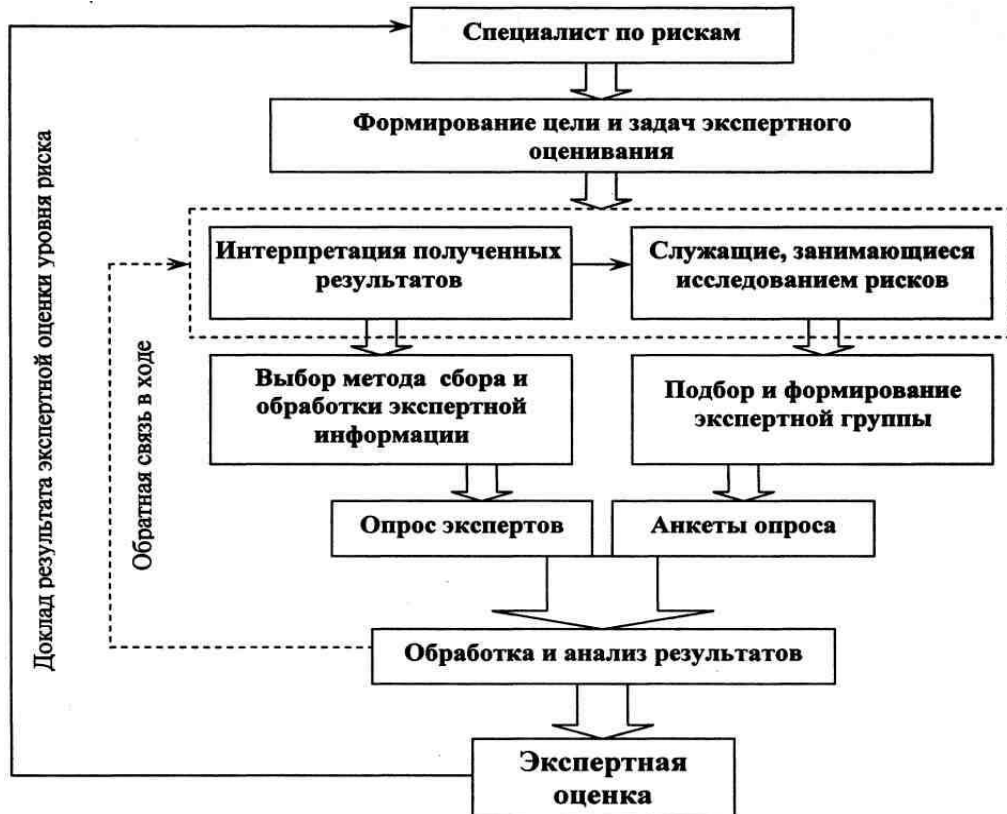 Специалист по рискам
Формирование цели и задач экспертного
оценивания
Интерпретация полученных
результатов
Служащие, занимающиеся
исследованием рисков
Выбор метода сбора и
обработки экспертной
информации
Подбор и формирование
экспертной группы
Опрос экспертов
Анкеты опроса
Обработка и анализ результатов
Экспертная
оценка
Доклад результата экспертной оценки уровня риска
Обратная связь в ходе